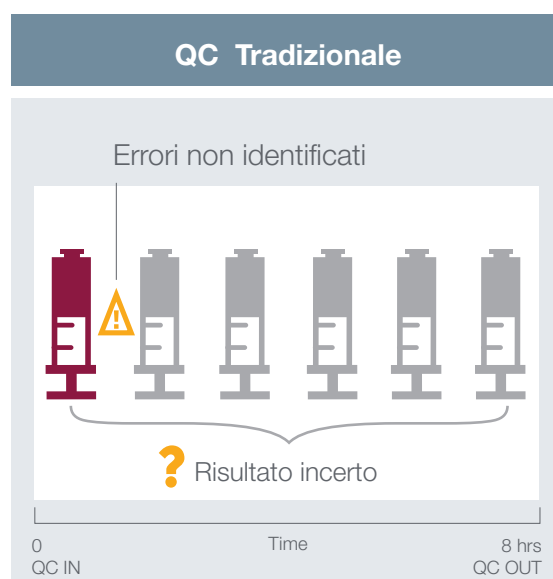 QC Tradizionale
Errori non identificati
!
? Risultato incerto
0 Time 8 hrs
QC IN QC OUT